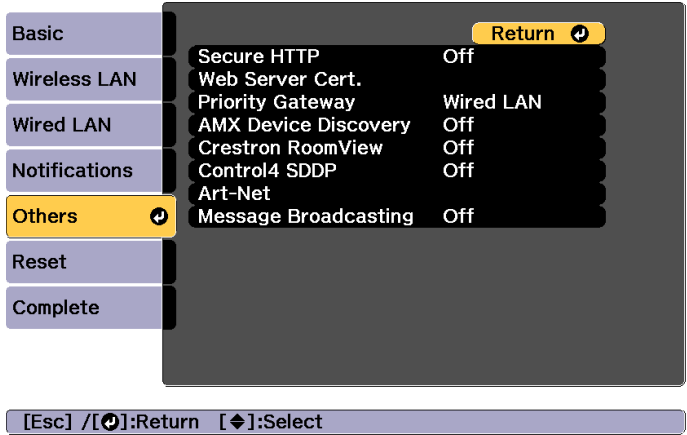 Basic
Wireless LAN
Wired LAN
Notifications
Others
Reset
Complete
Return
Secure HTTP Off
Web Server Cert.
Priority Gateway Wired LAN
AMX Device Discovery Off
Crestron RoomView Off
Control4 SDDP Off
Art-Net
Message Broadcasting Off
[Esc] /[⏎]:Return [◆]:Select